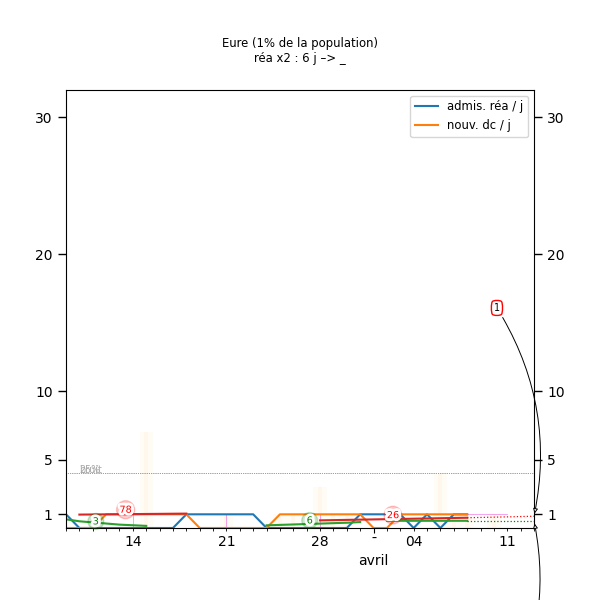 Eure (1% de la population)
réa x2 : 6 j –> _
admis. réa / j
nouv. dc / j
30 30
20 20
1
10 10
5 5
78
26
3
6
1 1
14 21 28 - 04 11
avril